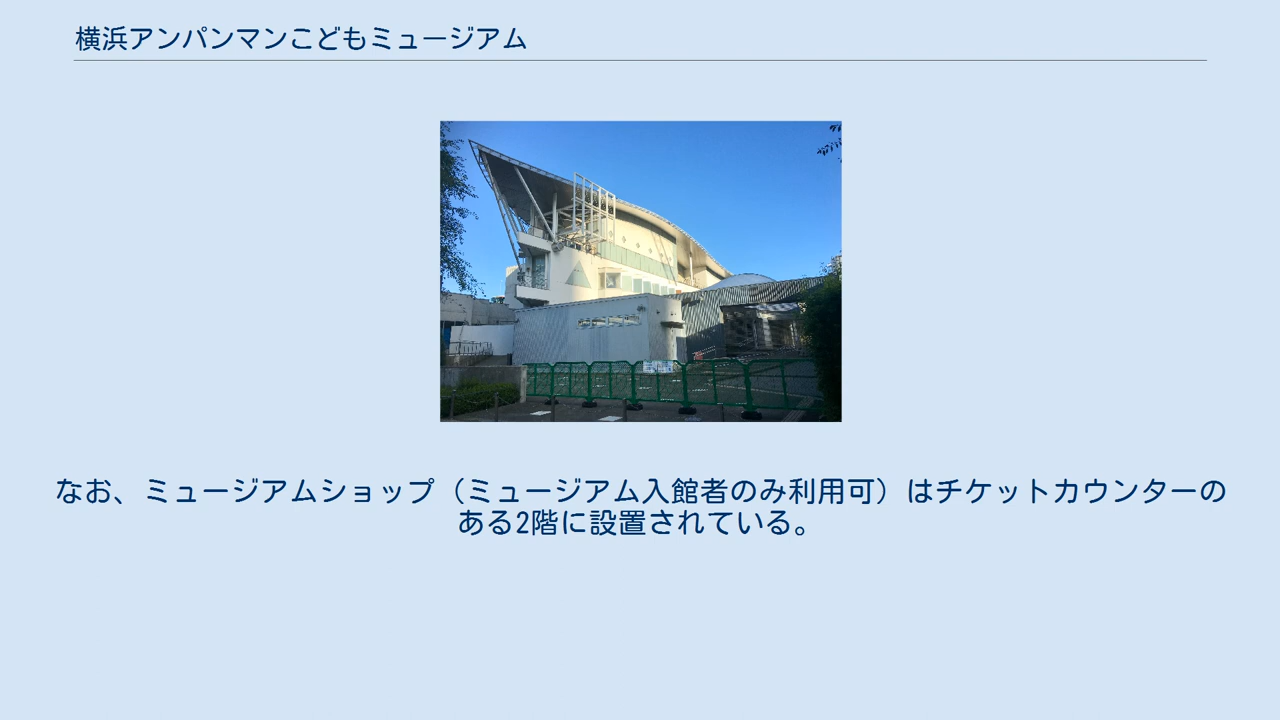 横浜アンパンマンこどもミュージアム
なお、ミュージアムショップ（ミュージアム入館者のみ利用可）はチケットカウンターの
ある2階に設置されている。